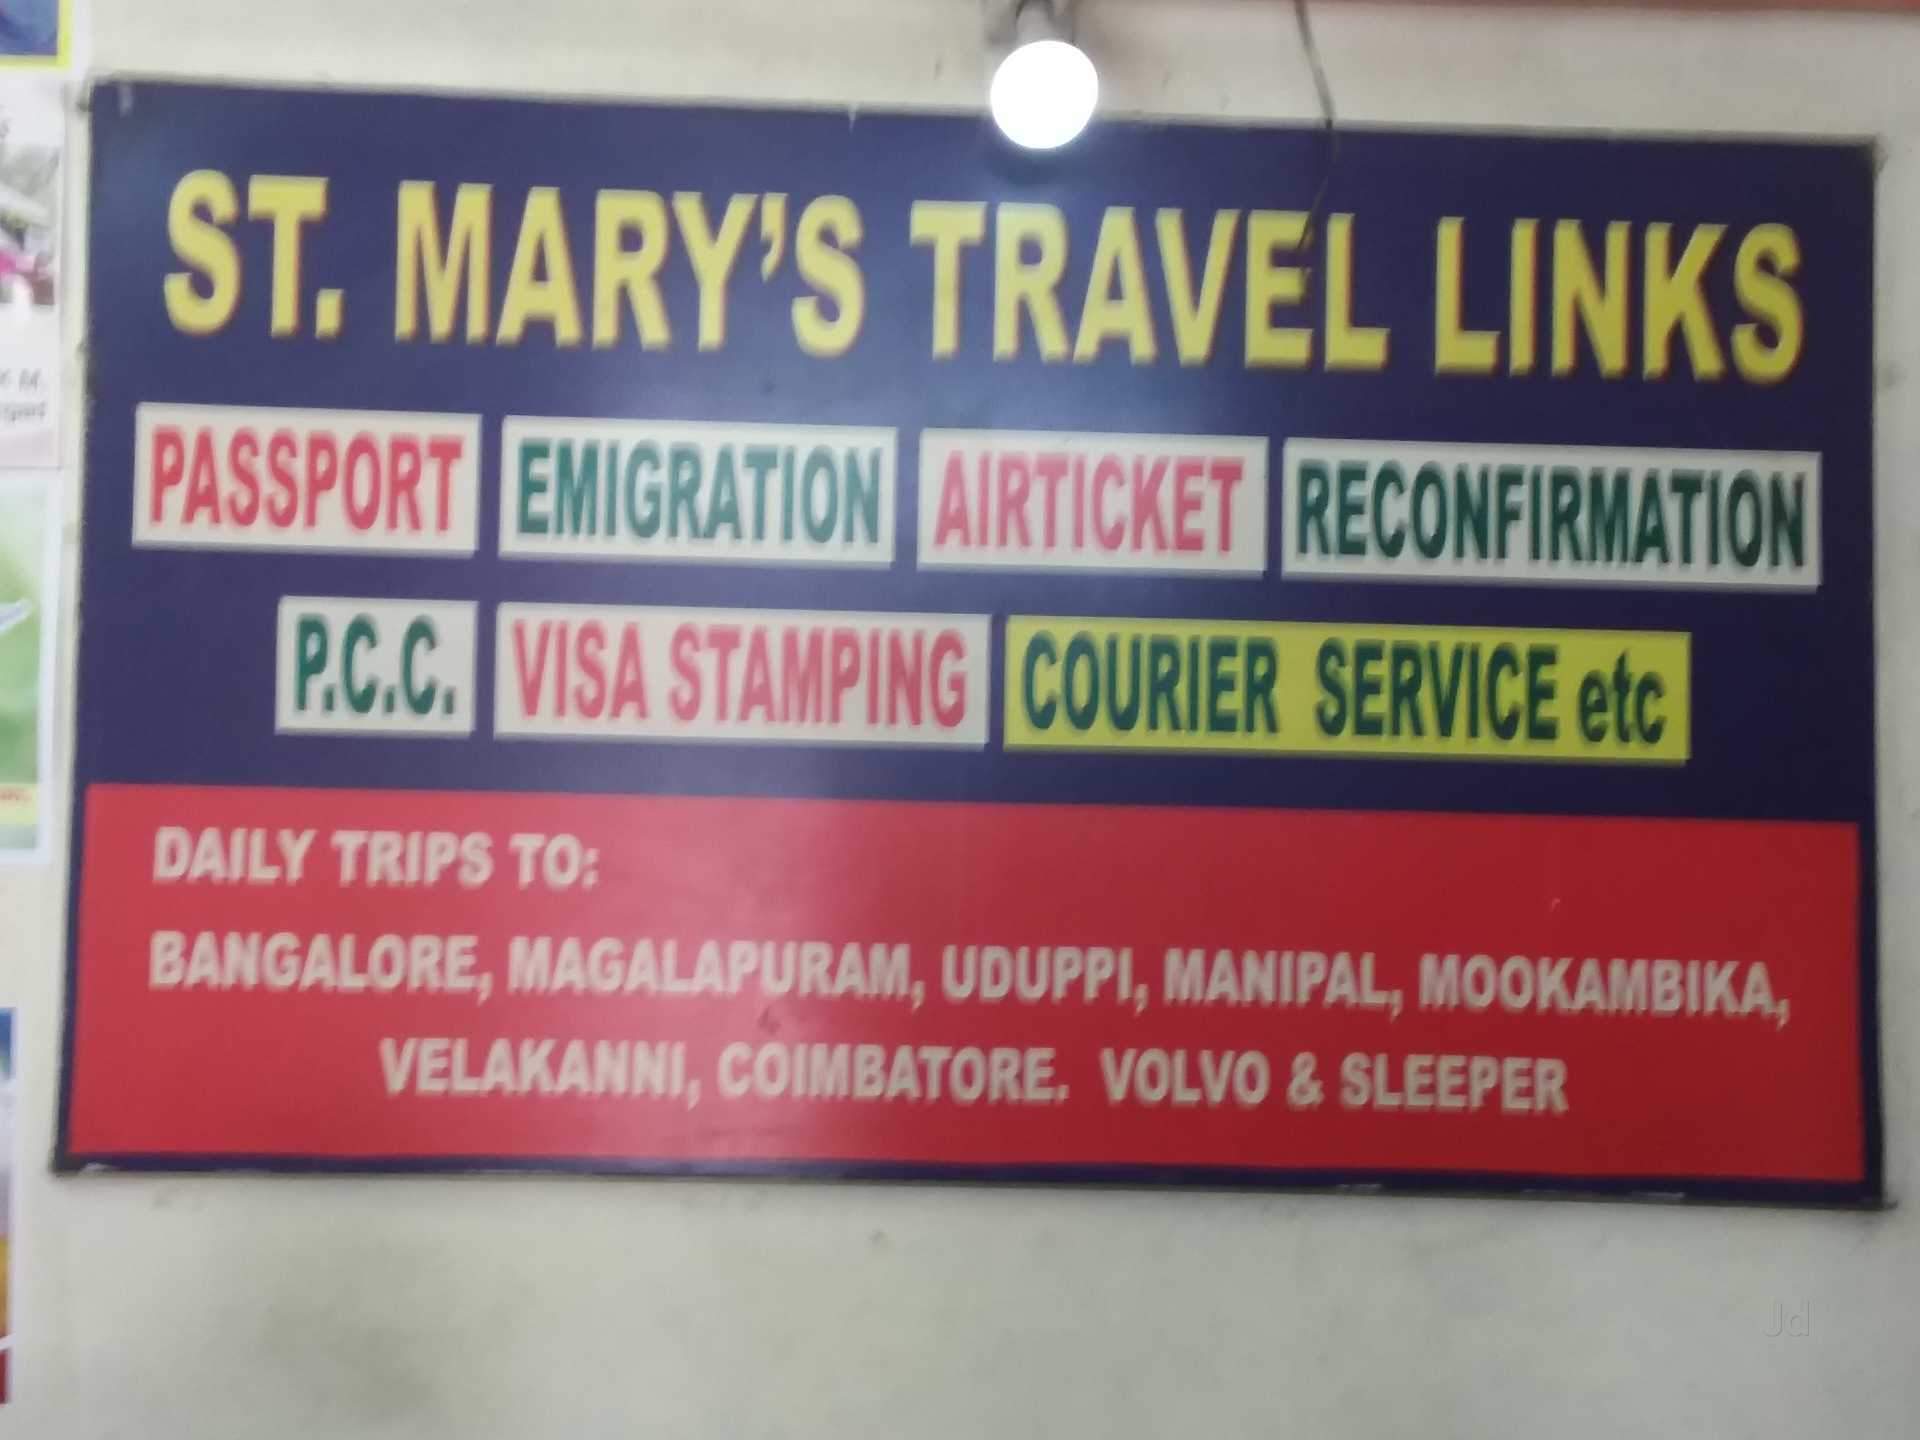 ST. MARY'S TRAVEL LINKS
PASSPORT EMIGRATION AIRTICKET RECONFIRMATION
P.C.C. VISA STAMPING COURIER SERVICE etc
DAILY TRIPS TO:
BANGALORE, MAGALAPURAM, UDUPPI, MANIPAL, MOOKAMBIKA,
VELAKANNI, COIMBATORE. VOLVO & SLEEPER
Jd